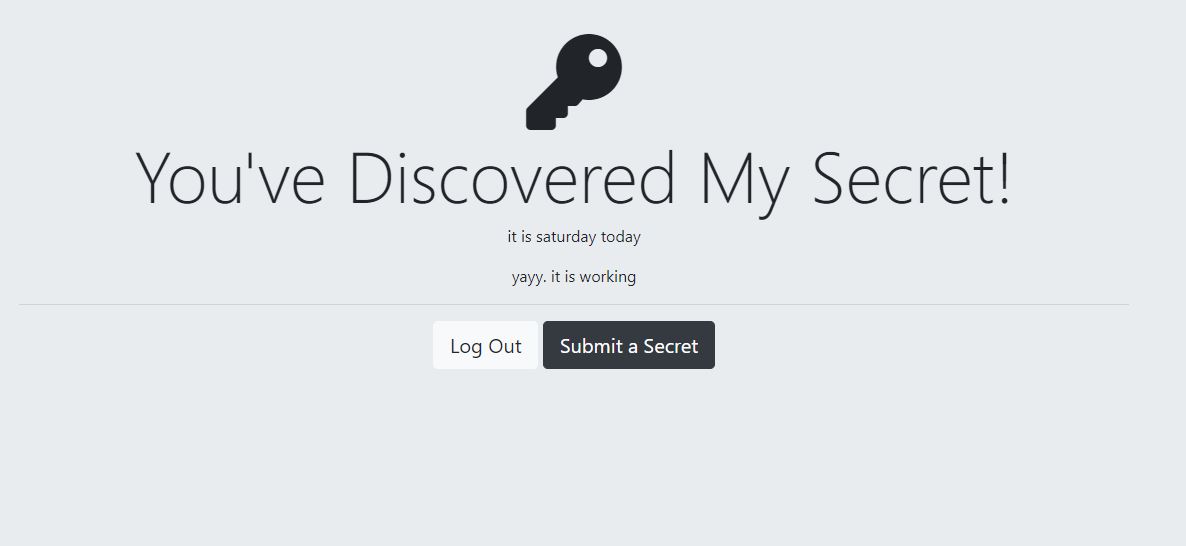 You've Discovered My Secret!
it is saturday today
yayy. it is working
Log Out Submit a Secret